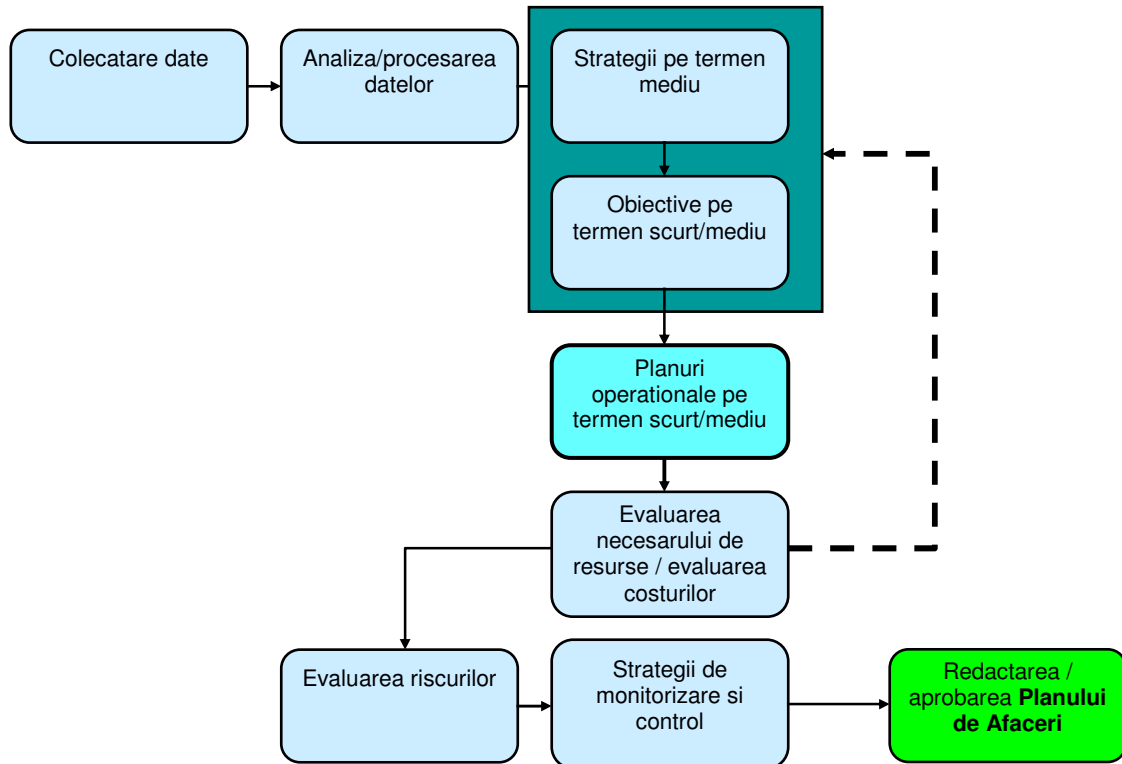 Colecatare date
Analiza/procesarea
datelor
Strategii pe termen
mediu
Obiective pe
termen scurt/mediu
Planuri
operationale pe
termen scurt/mediu
Evaluarea
necesarului de
resurse / evaluarea
costurilor
Evaluarea riscurilor
Strategii de
monitorizare si
control
Redactarea /
aprobarea Planului
de Afaceri